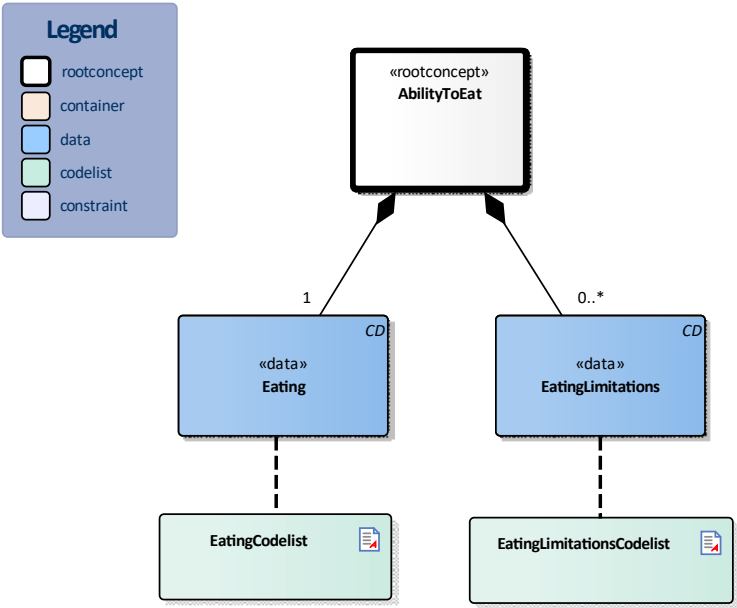 Legend
rootconcept
container
data
codelist
constraint
«rootconcept»
AbilityToEat
1
0..*
CD
«data»
Eating
CD
«data»
EatingLimitations
EatingCodelist
EatingLimitationsCodelist